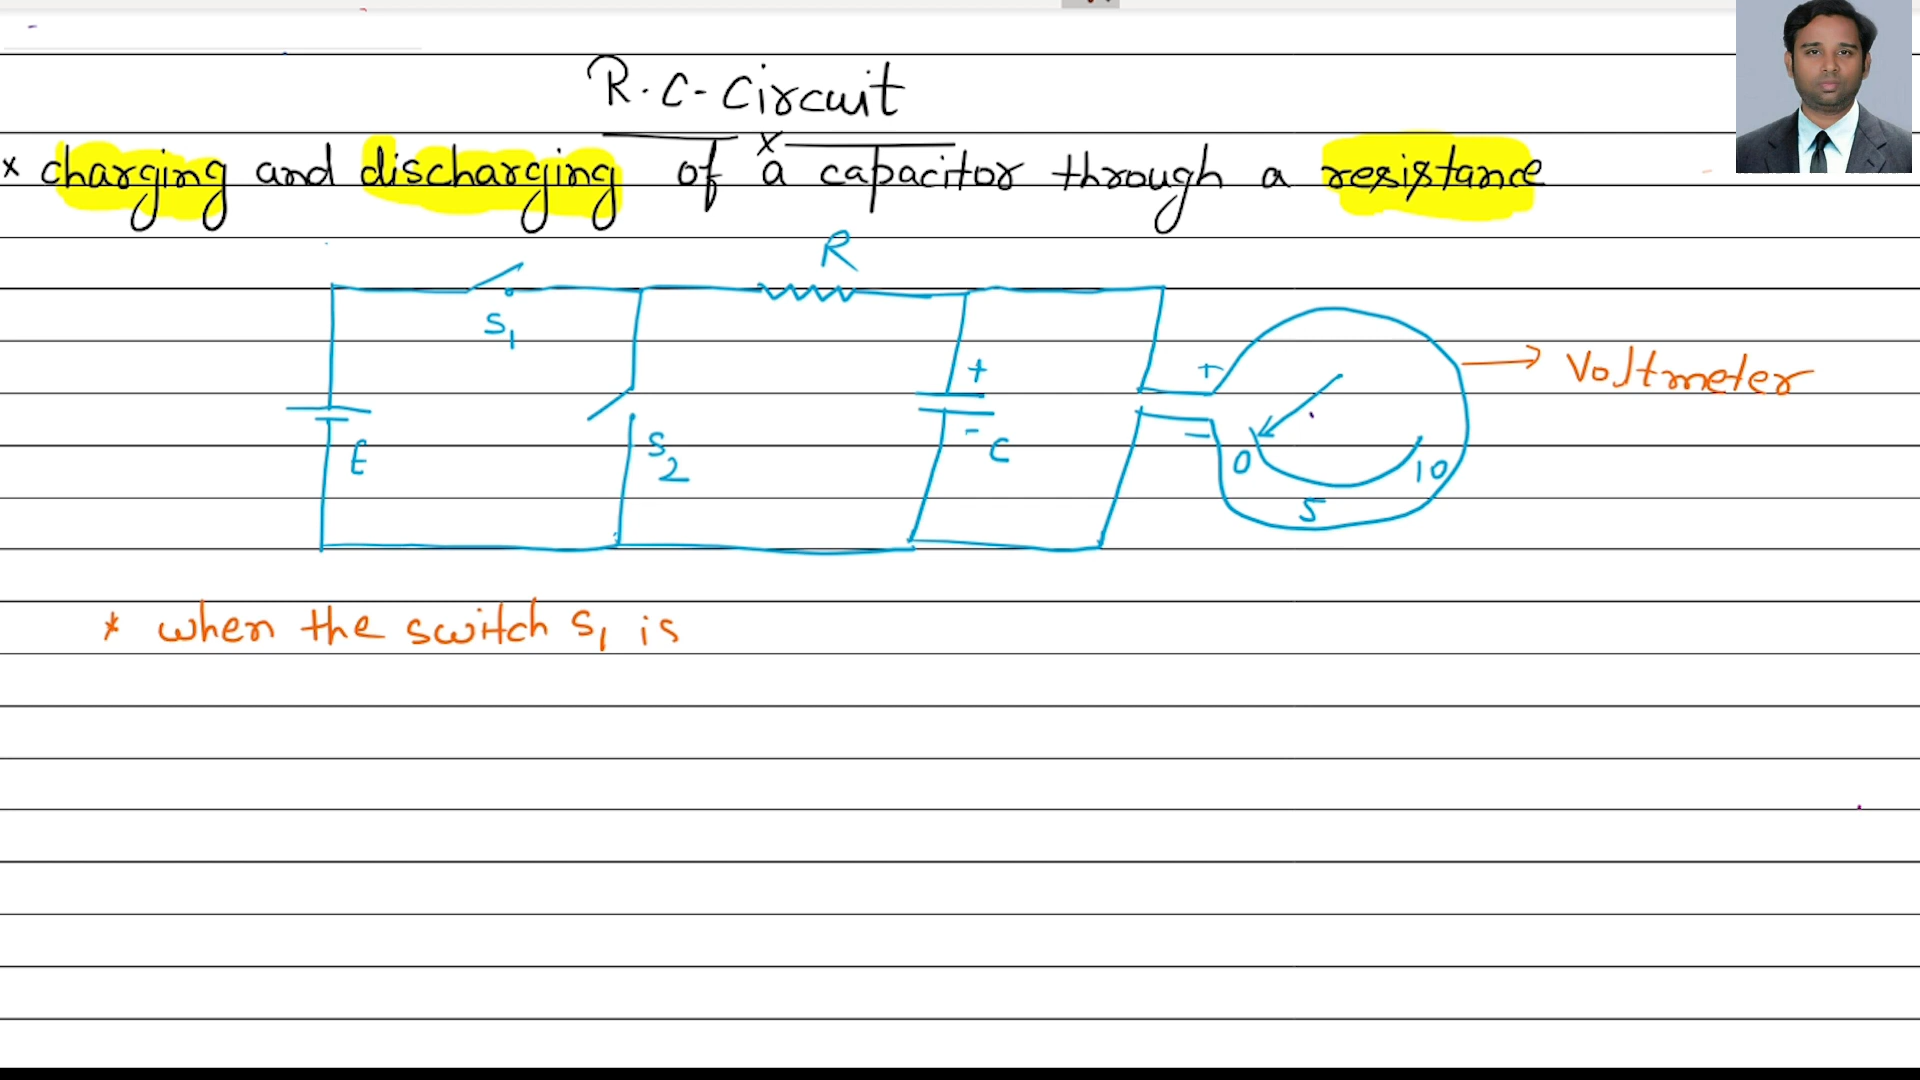 R.C-Circuit
x charging and discharging of a capacitor through a resistance
R
S1
+
+
→ Voltmeter
E
S2
-
C
-
0
5
10
* when the switch S1 is